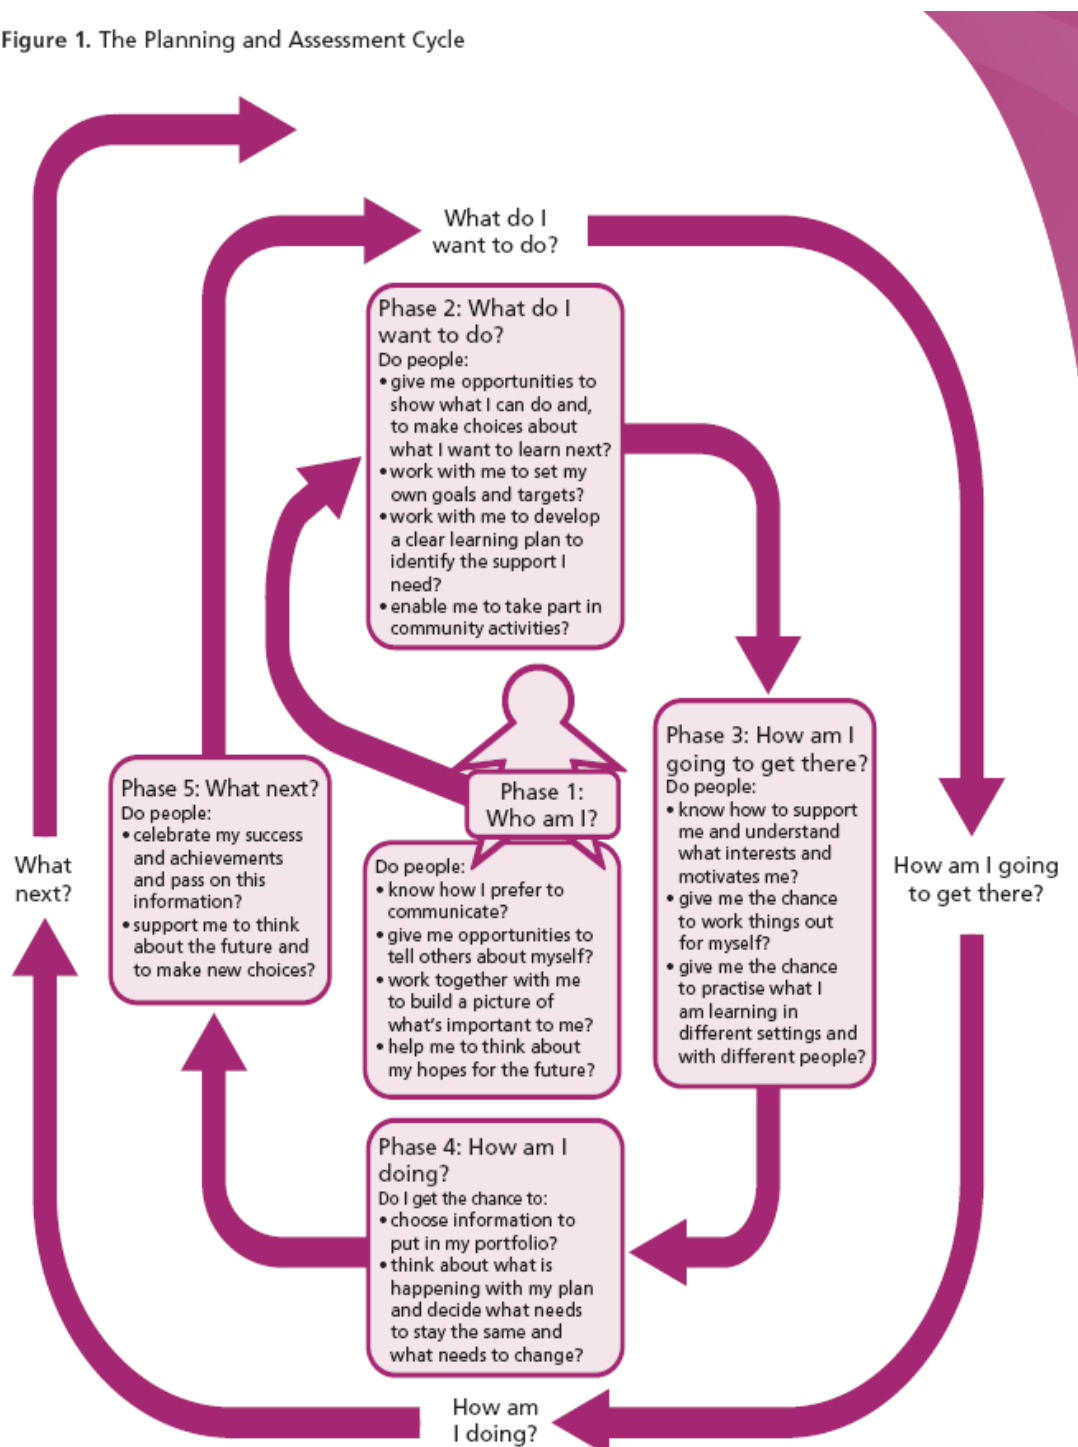 Figure 1. The Planning and Assessment Cycle
What do I
want to do?
Phase 2: What do I
want to do?
Do people:
• give me opportunities to
show what I can do and,
to make choices about
what I want to learn next?
• work with me to set my
own goals and targets?
• work with me to develop
a clear learning plan to
identify the support I
need?
• enable me to take part in
community activities?
Phase 1:
Who am I?
Do people:
• know how I prefer to
communicate?
• give me opportunities to
tell others about myself?
• work together with me
to build a picture of
what's important to me?
• help me to think about
my hopes for the future?
Phase 3: How am I
going to get there?
Do people:
• know how to support
me and understand
what interests and
motivates me?
• give me the chance
to work things out
for myself?
• give me the chance
to practise what I
am learning in
different settings and
with different people?
How am I going
to get there?
Phase 4: How am I
doing?
Do I get the chance to:
• choose information to
put in my portfolio?
• think about what is
happening with my plan
and decide what needs
to stay the same and
what needs to change?
How am
I doing?
Phase 5: What next?
Do people:
• celebrate my success
and achievements
and pass on this
information?
• support me to think
about the future and
to make new choices?
What
next?